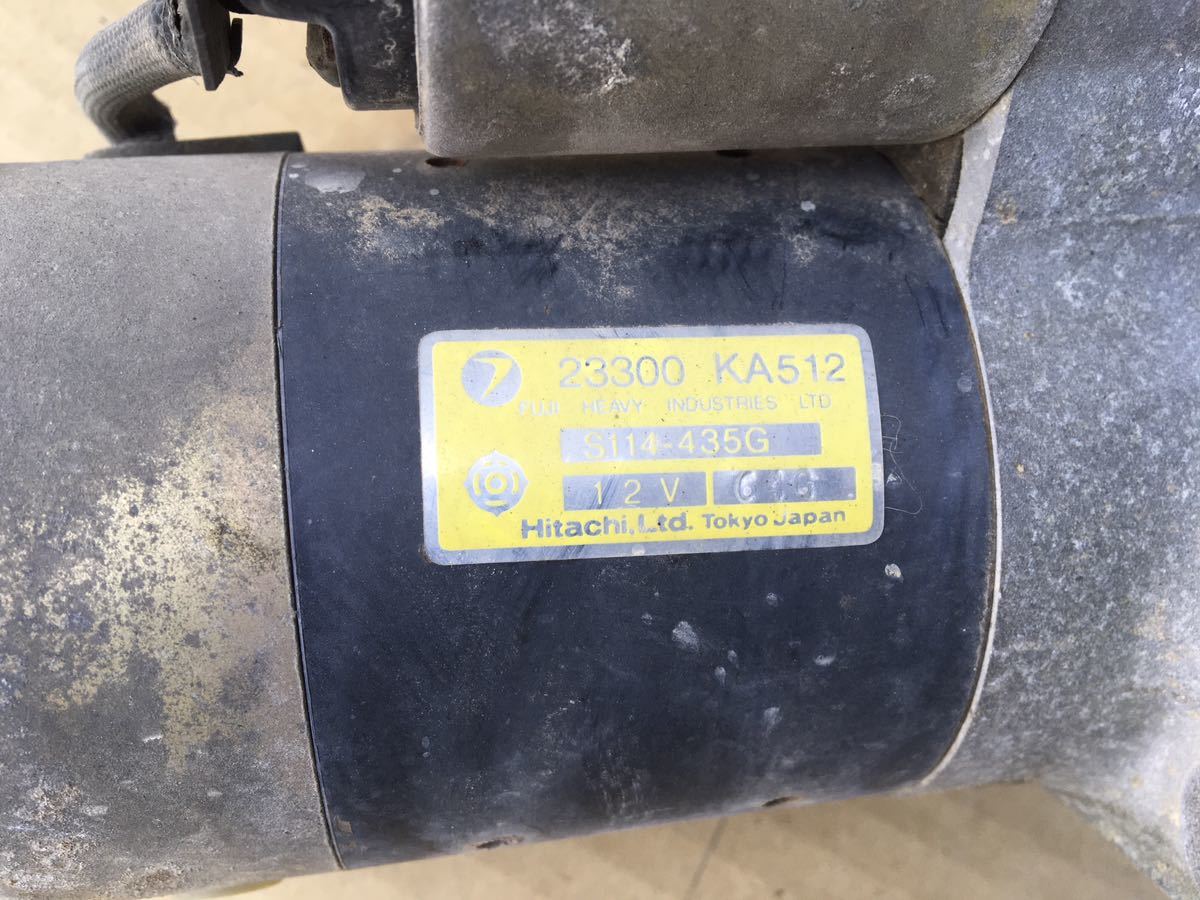 23300 KA512
FUJI HEAVY INDUSTRIES LTD
S114-435G
12V
Hitachi, Ltd. Tokyo Japan